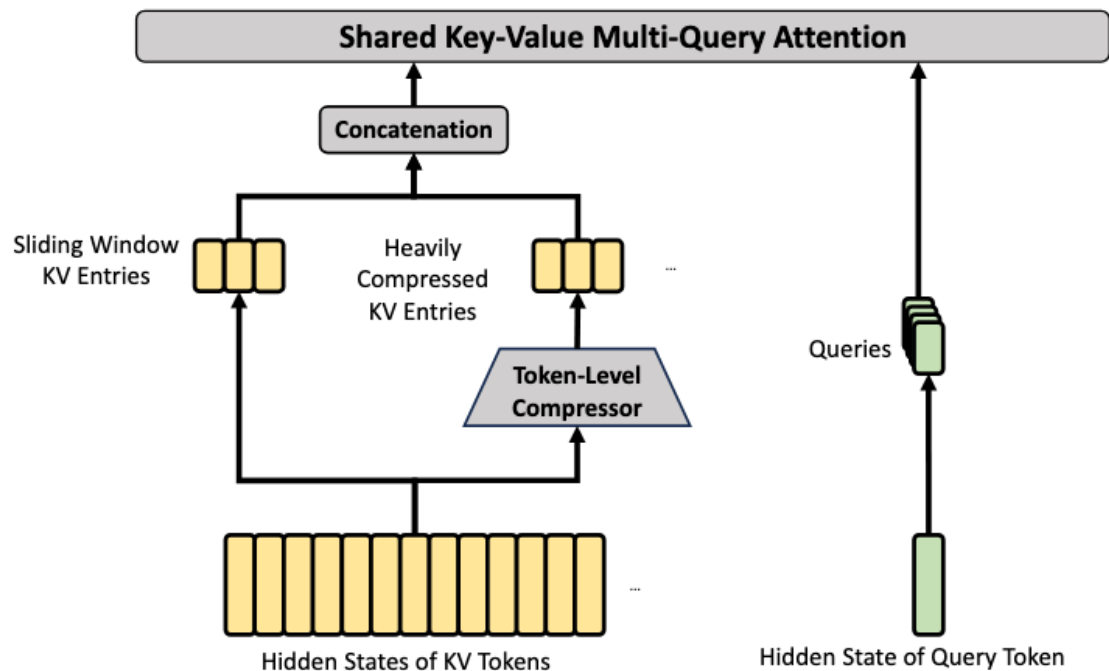 Shared Key-Value Multi-Query Attention
Concatenation
Sliding Window
KV Entries
Heavily
Compressed
KV Entries
...
Token-Level
Compressor
Queries
...
Hidden States of KV Tokens
Hidden State of Query Token